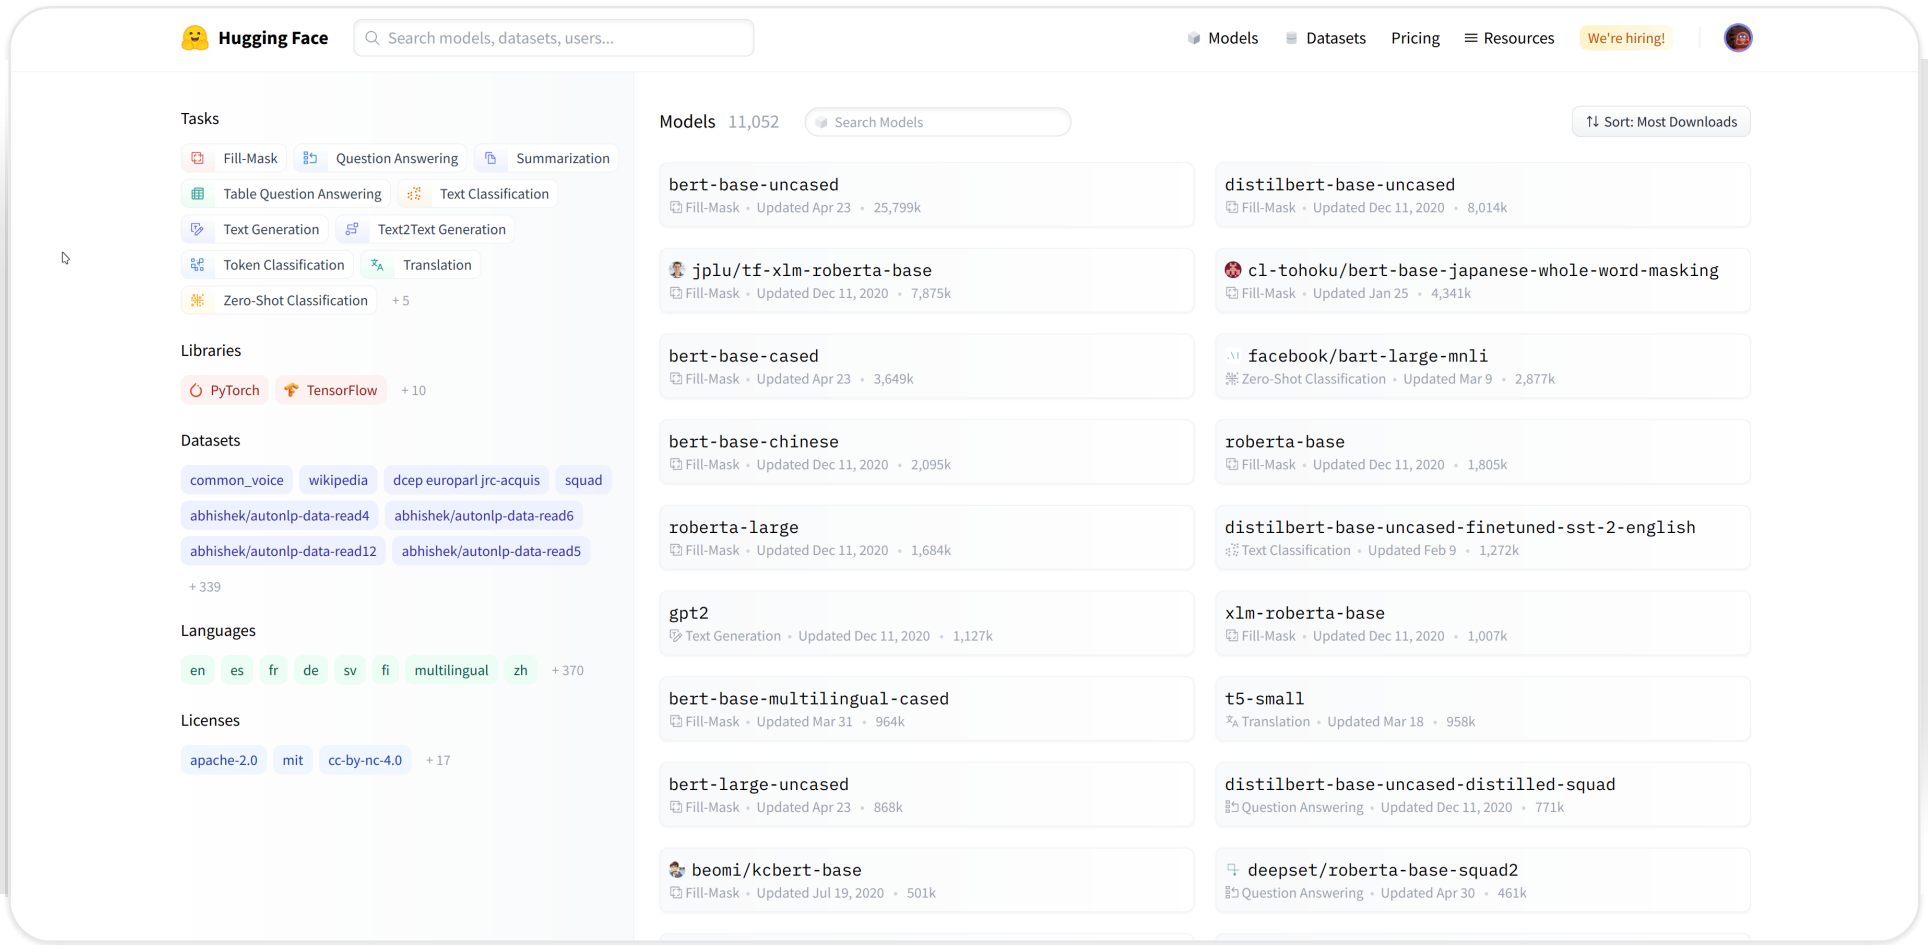 Hugging Face
Search models, datasets, users...
Models
Datasets
Pricing
Resources
We're hiring!
Tasks
Fill-Mask Question Answering Summarization
Table Question Answering Text Classification
Text Generation Text2Text Generation
Token Classification Translation
Zero-Shot Classification + 5
Libraries
PyTorch TensorFlow + 10
Datasets
common_voice wikipedia dcep europarl jrc-acquis squad
abhishek/autonlp-data-read4 abhishek/autonlp-data-read6
abhishek/autonlp-data-read12 abhishek/autonlp-data-read5
+ 339
Languages
en es fr de sv fi multilingual zh + 370
Licenses
apache-2.0 mit cc-by-nc-4.0 + 17
Models 11,052
Search Models
Sort: Most Downloads
bert-base-uncased
Fill-Mask • Updated Apr 23 • 25,799k
distilbert-base-uncased
Fill-Mask • Updated Dec 11, 2020 • 8,014k
jplu/tf-xlm-roberta-base
Fill-Mask • Updated Dec 11, 2020 • 7,875k
cl-tohoku/bert-base-japanese-whole-word-masking
Fill-Mask • Updated Jan 25 • 4,341k
bert-base-cased
Fill-Mask • Updated Apr 23 • 3,649k
facebook/bart-large-mnli
Zero-Shot Classification • Updated Mar 9 • 2,877k
bert-base-chinese
Fill-Mask • Updated Dec 11, 2020 • 2,095k
roberta-base
Fill-Mask • Updated Dec 11, 2020 • 1,805k
roberta-large
Fill-Mask • Updated Dec 11, 2020 • 1,684k
distilbert-base-uncased-finetuned-sst-2-english
Text Classification • Updated Feb 9 • 1,272k
gpt2
Text Generation • Updated Dec 11, 2020 • 1,127k
xlm-roberta-base
Fill-Mask • Updated Dec 11, 2020 • 1,007k
bert-base-multilingual-cased
Fill-Mask • Updated Mar 31 • 964k
t5-small
Translation • Updated Mar 18 • 958k
bert-large-uncased
Fill-Mask • Updated Apr 23 • 868k
distilbert-base-uncased-distilled-squad
Question Answering • Updated Dec 11, 2020 • 771k
beomi/kcbert-base
Fill-Mask • Updated Jul 19, 2020 • 501k
deepset/roberta-base-squad2
Question Answering • Updated Apr 30 • 461k